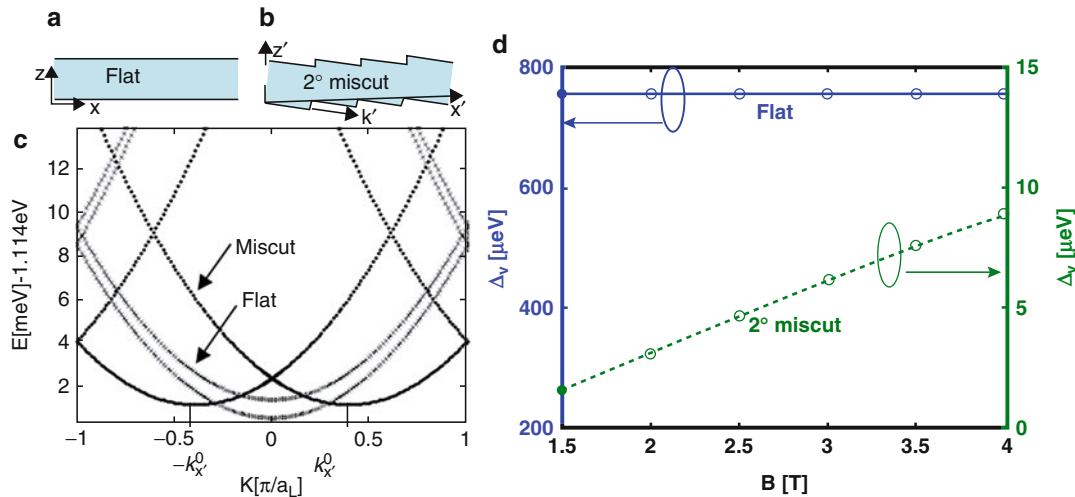 a
z
Flat
x
b
z′
2° miscut
k′
x′
c
E[meV]-1.114eV
12
10
8
6
4
2
Miscut
Flat
−1
−0.5
0
0.5
1
−k⁰ₓ′
k⁰ₓ′
K[π/a_L]
d
Δᵥ [µeV]
800
600
400
200
Flat
2° miscut
15
10
5
0
Δᵥ [µeV]
1.5
2
2.5
3
3.5
4
B [T]